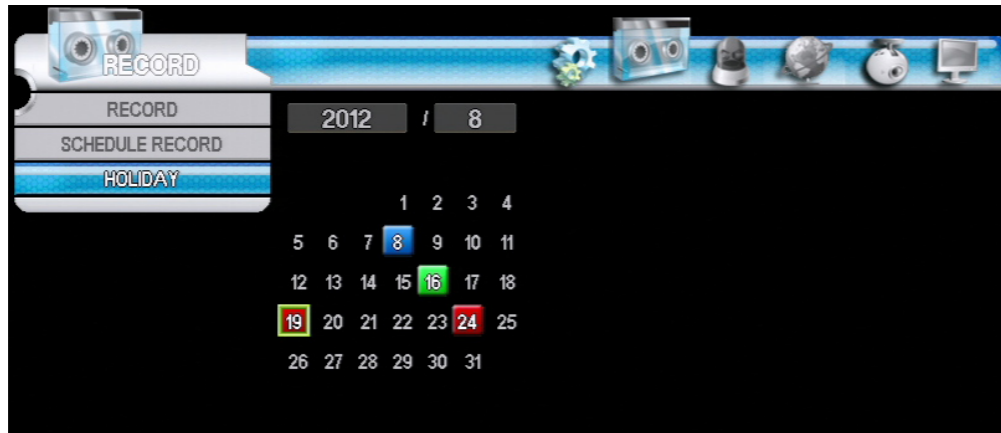 RECORD
RECORD
2012 / 8
SCHEDULE RECORD
HOLIDAY
1 2 3 4
5 6 7 8 9 10 11
12 13 14 15 16 17 18
19 20 21 22 23 24 25
26 27 28 29 30 31